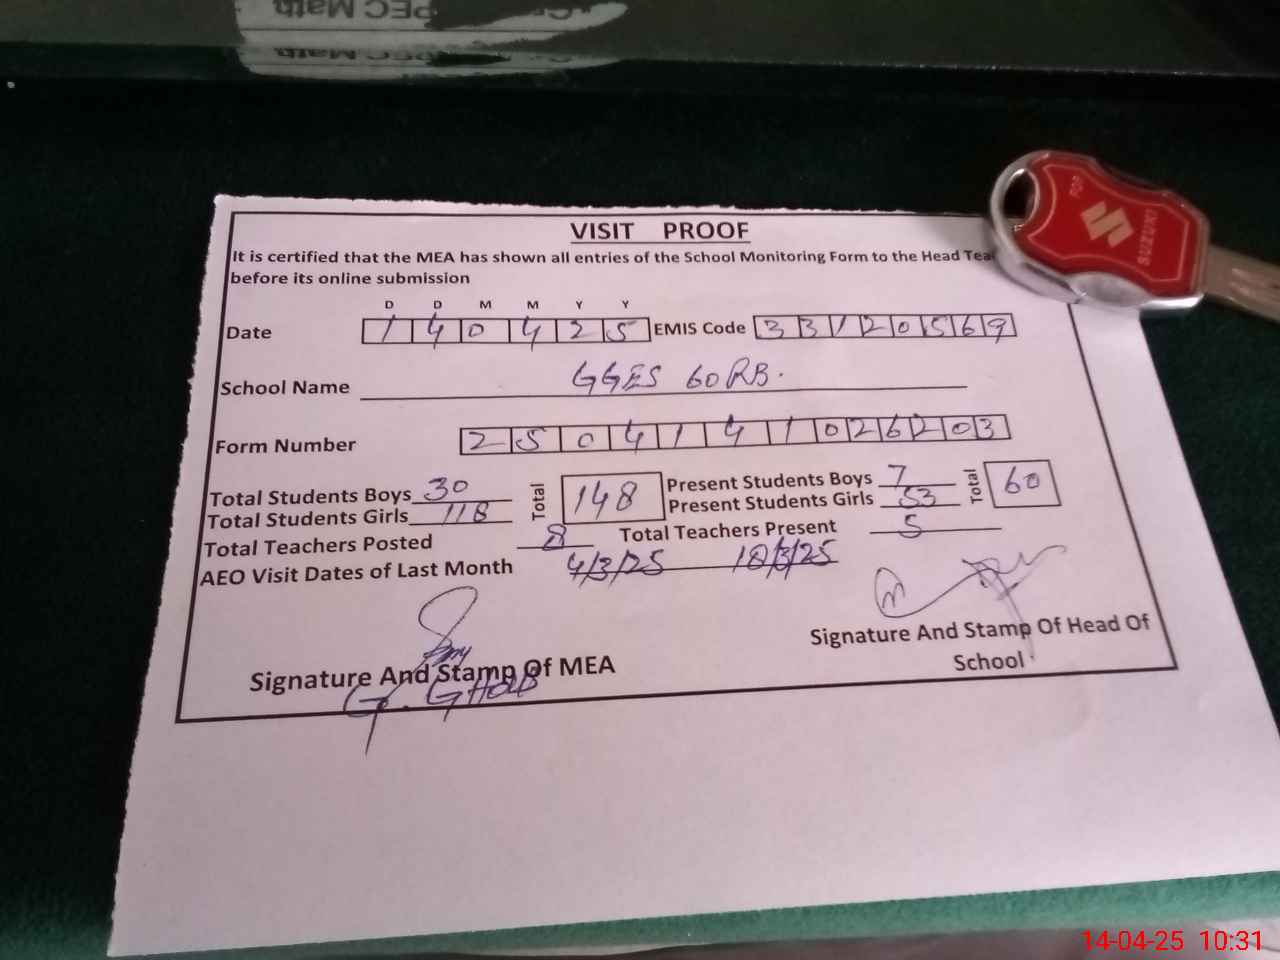 PEC Math
VISIT PROOF
It is certified that the MEA has shown all entries of the School Monitoring Form to the Head
before its online submission
D D M M Y Y
Date 1 4 0 4 2 5 EMIS Code 3 3 1 2 0 5 6 9
School Name GGES 60 RB.
Form Number 2 5 0 4 1 4 1 0 2 6 2 0 3
Total Students Boys 30 Total 148 Present Students Boys 7 Total 60
Total Students Girls 118 Present Students Girls 53
Total Teachers Posted 8 Total Teachers Present 5
AEO Visit Dates of Last Month 4/3/25 18/3/25
Signature And Stamp Of MEA
Signature And Stamp Of Head Of
School
SUZUKI
14-04-25 10:31